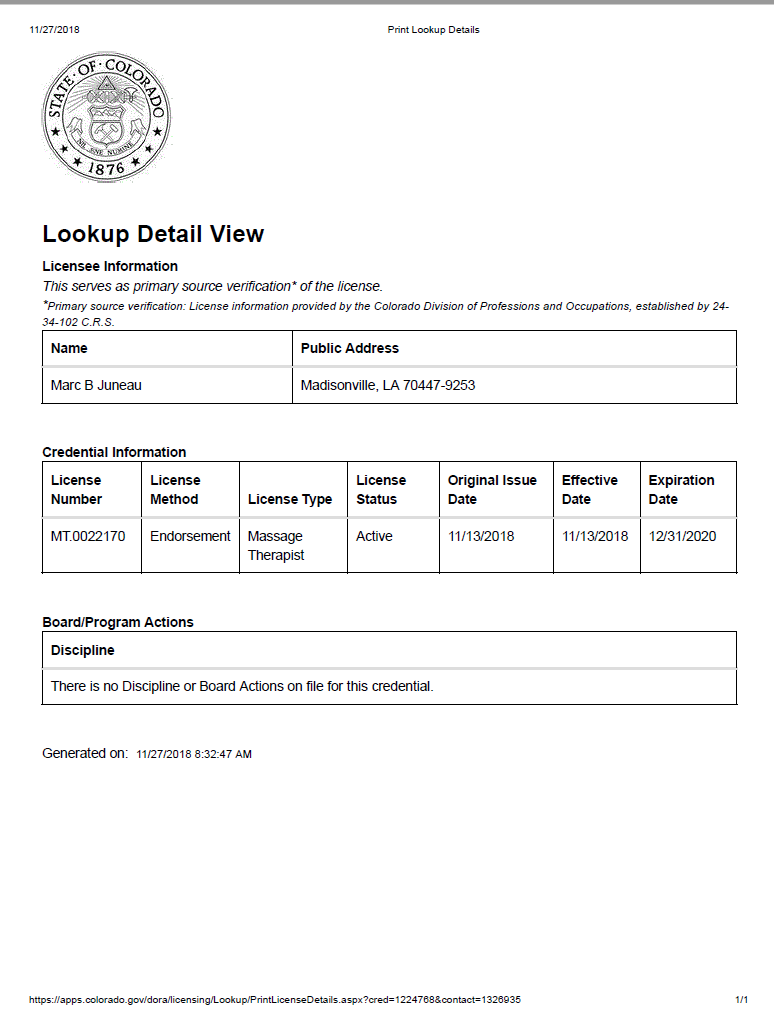 11/27/2018 Print Lookup Details
STATE·OF·COLORADO
NIL SINE NUMINE
1876
Lookup Detail View
Licensee Information
This serves as primary source verification* of the license.
*Primary source verification: License information provided by the Colorado Division of Professions and Occupations, established by 24-
34-102 C.R.S.
Name Public Address
Marc B Juneau Madisonville, LA 70447-9253
Credential Information
License Number License Method License Type License Status Original Issue Date Effective Date Expiration Date
MT.0022170 Endorsement Massage Therapist Active 11/13/2018 11/13/2018 12/31/2020
Board/Program Actions
Discipline
There is no Discipline or Board Actions on file for this credential.
Generated on: 11/27/2018 8:32:47 AM
https://apps.colorado.gov/dora/licensing/Lookup/PrintLicenseDetails.aspx?cred=1224768&contact=1326935 1/1